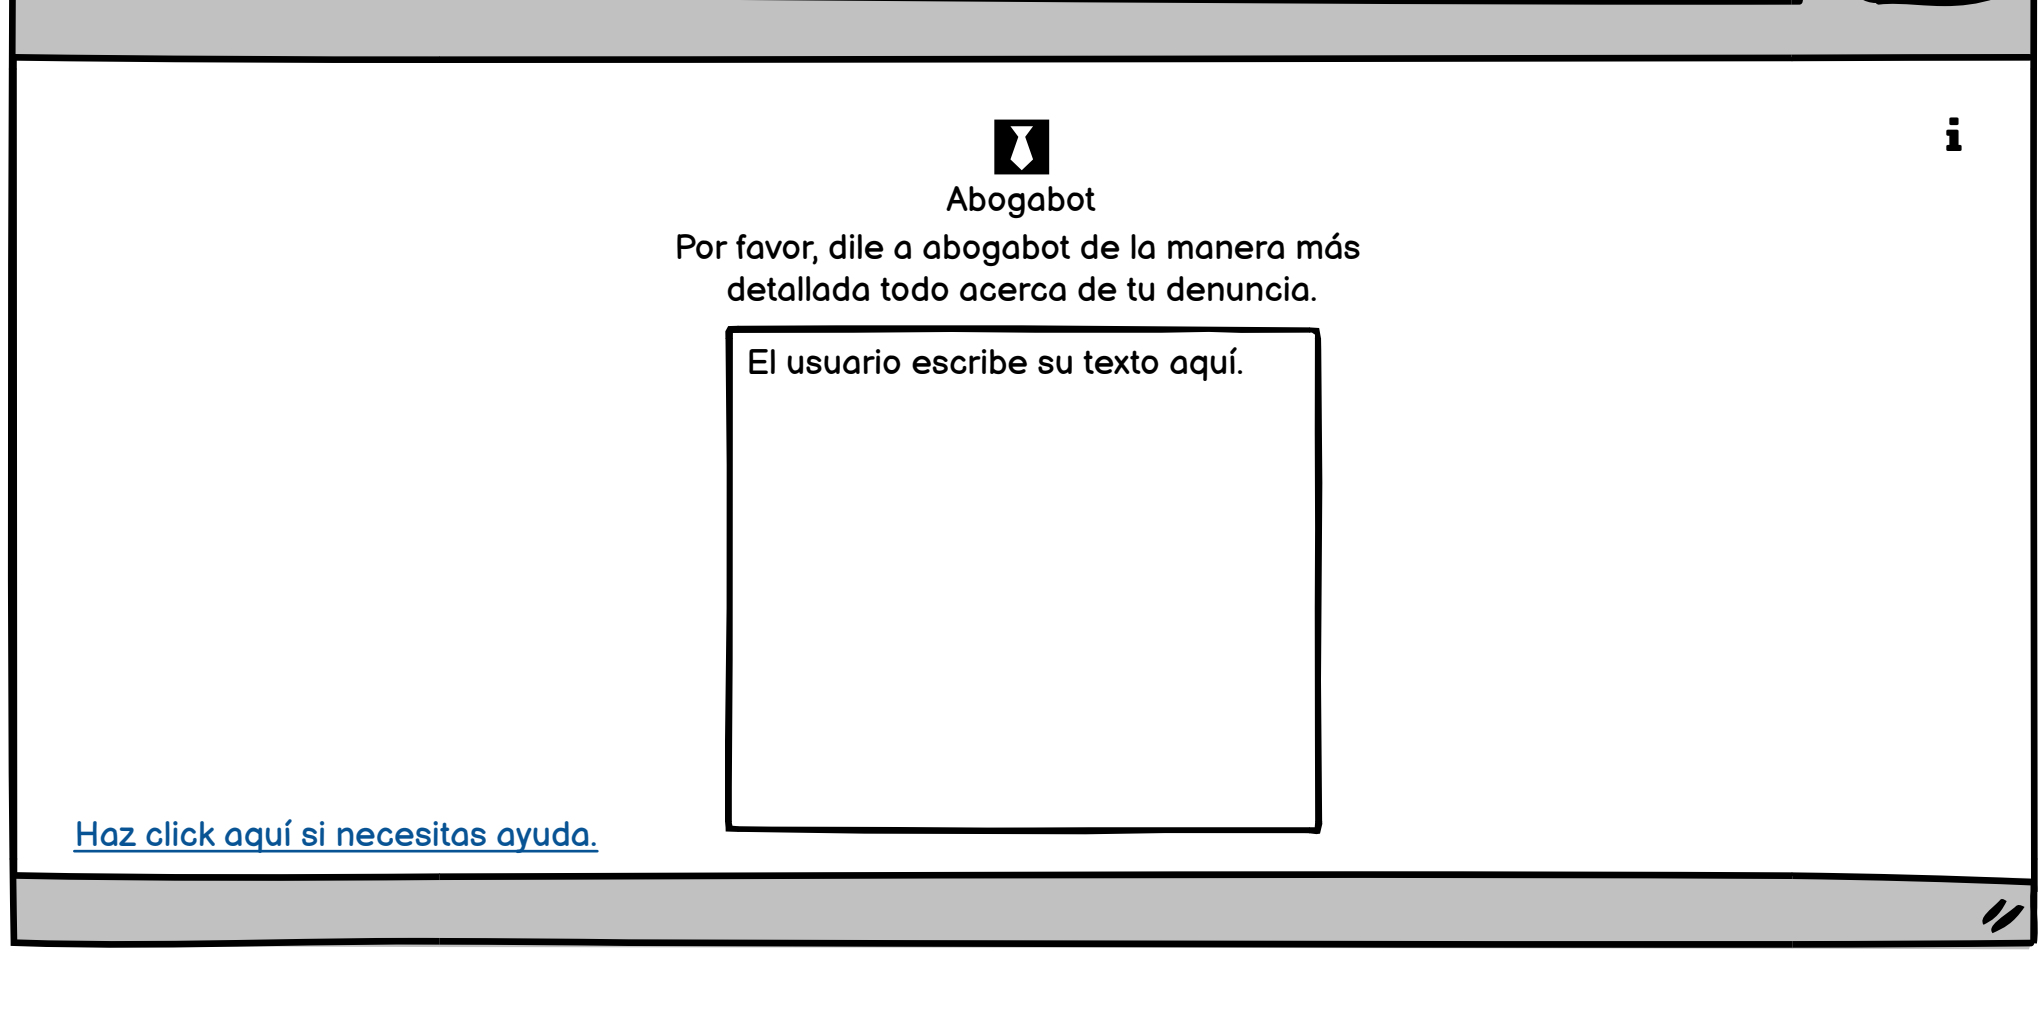 i
Abogabot
Por favor, dile a abogabot de la manera más
detallada todo acerca de tu denuncia.
El usuario escribe su texto aquí.
Haz click aquí si necesitas ayuda.